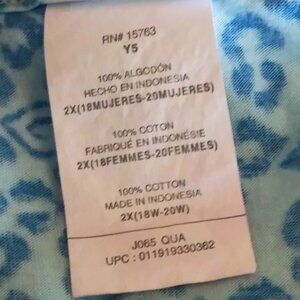 RN# 15763
Y5
100% ALGODÓN
HECHO EN INDONESIA
2X(18MUJERES-20MUJERES)
100% COTON
FABRIQUÉ EN INDONÉSIE
2X(18FEMMES-20FEMMES)
100% COTTON
MADE IN INDONESIA
2X(18W-20W)
J065 QUA
UPC : 011919330362